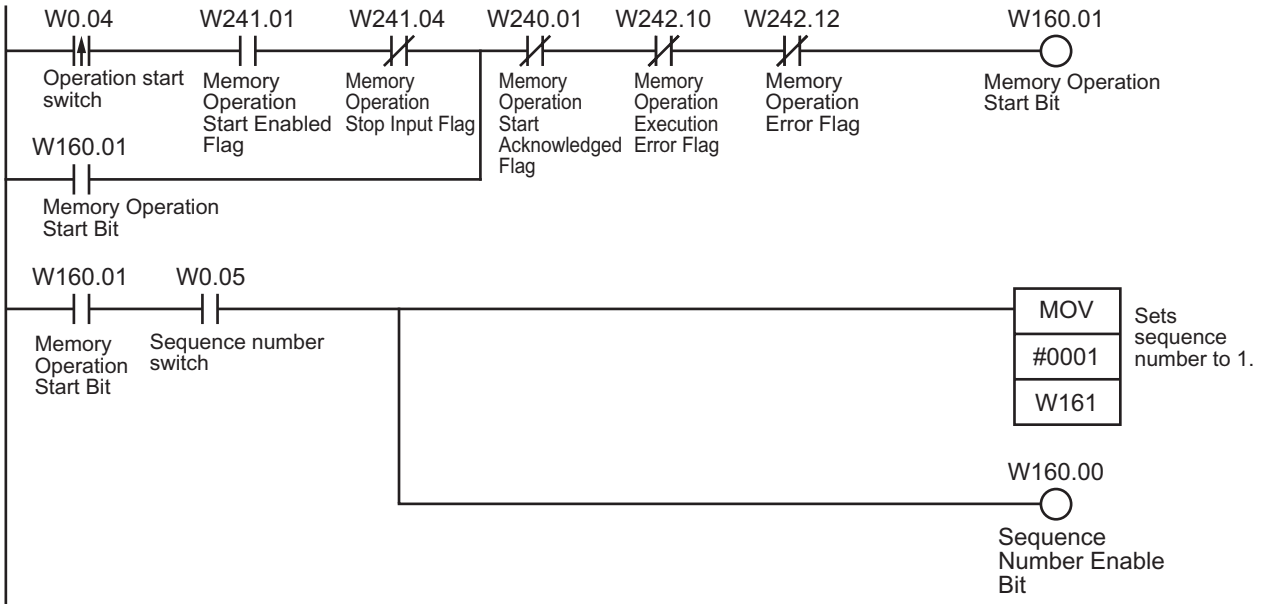 W0.04 W241.01 W241.04 W240.01 W242.10 W242.12 W160.01
Operation start
switch
Memory
Operation
Start Enabled
Flag
Memory
Operation
Stop Input Flag
Memory
Operation
Start
Acknowledged
Flag
Memory
Operation
Execution
Error Flag
Memory
Operation
Error Flag
Memory Operation
Start Bit
W160.01
Memory Operation
Start Bit
W160.01 W0.05
Memory
Operation
Start Bit
Sequence number
switch
MOV
#0001
W161
Sets
sequence
number to 1.
W160.00
Sequence
Number Enable
Bit